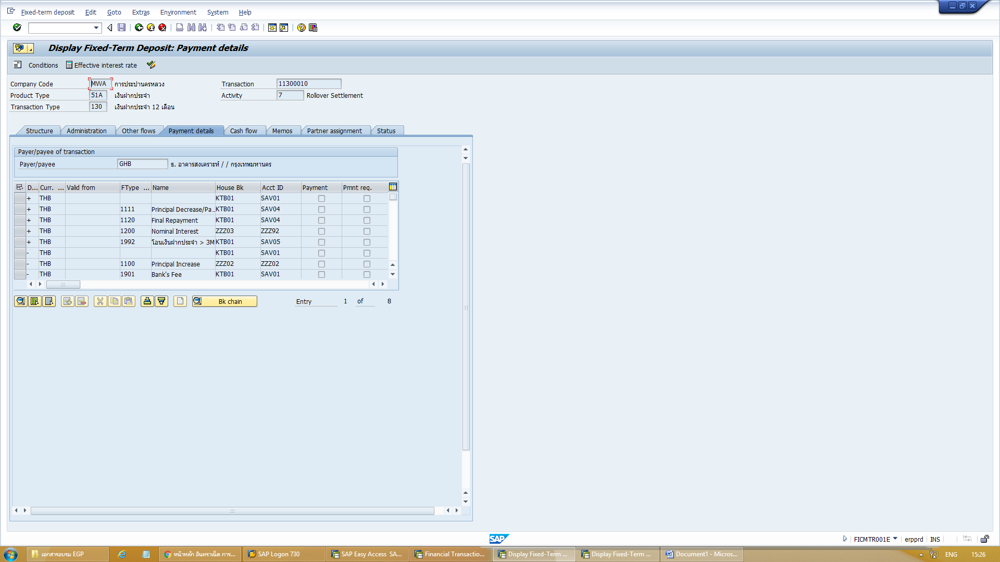 Fixed-term deposit Edit Goto Extras Environment System Help
Display Fixed-Term Deposit: Payment details
Conditions Effective interest rate
Company Code MWA การประปานครหลวง Transaction 11300010
Product Type 51A เงินฝากประจำ Activity 7 Rollover Settlement
Transaction Type 130 เงินฝากประจำ 12 เดือน
Structure Administration Other flows Payment details Cash flow Memos Partner assignment Status
Payer/payee of transaction
Payer/payee GHB ธ. อาคารสงเคราะห์ / / กรุงเทพมหานคร
D... Curr. ... Valid from FType ... Name House Bk Acct ID Payment Pmnt req.
+ THB KTB01 SAV01
+ THB 1111 Principal Decrease/Pa... KTB01 SAV04
+ THB 1120 Final Repayment KTB01 SAV04
+ THB 1200 Nominal Interest ZZZ03 ZZZ92
+ THB 1992 โอนเงินฝากประจำ > 3M KTB01 SAV05
- THB KTB01 SAV01
- THB 1100 Principal Increase ZZZ02 ZZZ02
- THB 1901 Bank's Fee KTB01 SAV01
Bk chain Entry 1 of 8
SAP FICMTR001E erpprd INS
เอกสารอบรม EGP หน้าหลัก อินทราเน็ต การ... SAP Logon 730 SAP Easy Access SA... Financial Transactio... Display Fixed-Term ... Display Fixed-Term ... Document1 - Micros... ENG 15:26